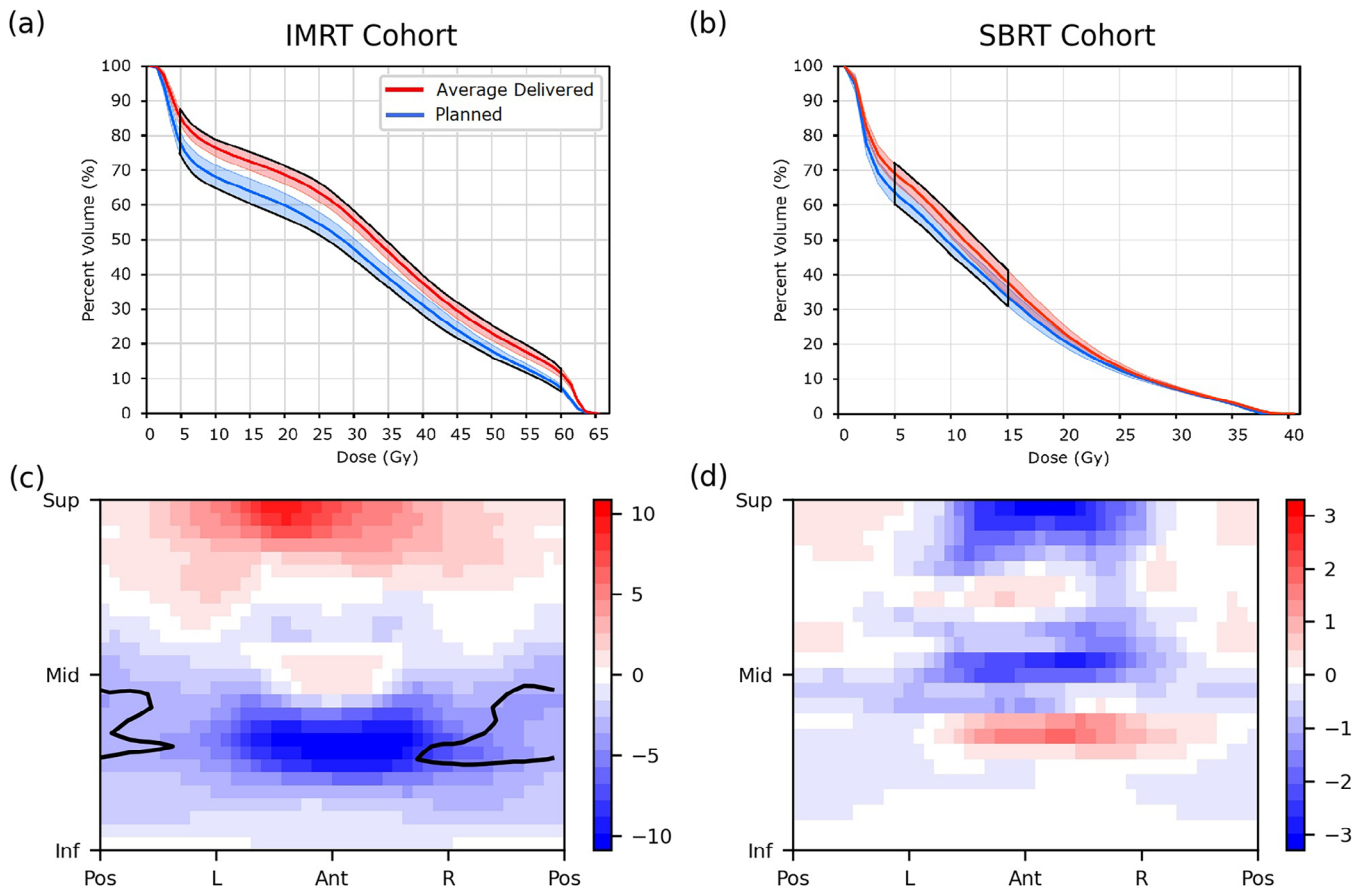 (a)
IMRT Cohort
Percent Volume (%)
100
90
80
70
60
50
40
30
20
10
0
Average Delivered
Planned
0 5 10 15 20 25 30 35 40 45 50 55 60 65
Dose (Gy)
(b)
SBRT Cohort
Percent Volume (%)
100
90
80
70
60
50
40
30
20
10
0
0 5 10 15 20 25 30 35 40
Dose (Gy)
(c)
Sup
Mid
Inf
Pos L Ant R Pos
10
5
0
−5
−10
(d)
Sup
Mid
Inf
Pos L Ant R Pos
3
2
1
0
−1
−2
−3